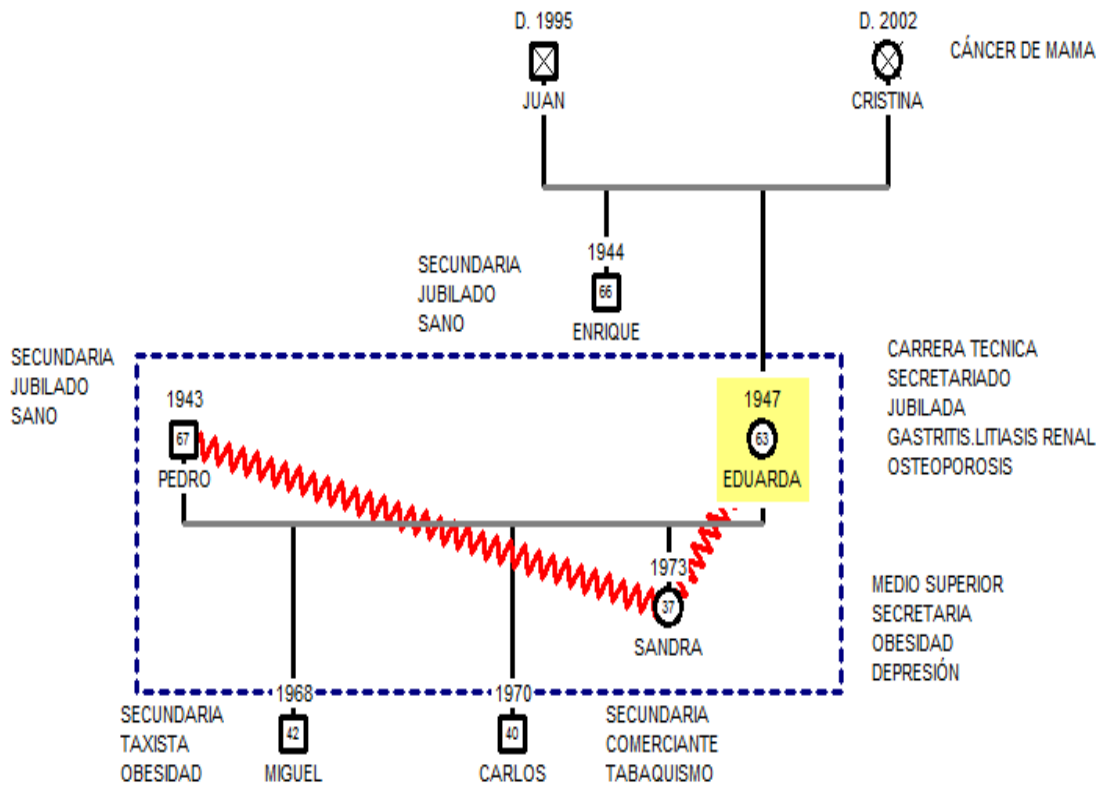 D. 1995
D. 2002
CÁNCER DE MAMA
JUAN
CRISTINA
1944
SECUNDARIA
JUBILADO
SANO
66
ENRIQUE
SECUNDARIA
JUBILADO
SANO
1943
67
PEDRO
1947
63
EDUARDA
CARRERA TECNICA
SECRETARIADO
JUBILADA
GASTRITIS.LITIASIS RENAL
OSTEOPOROSIS
1973
37
SANDRA
MEDIO SUPERIOR
SECRETARIA
OBESIDAD
DEPRESIÓN
1968
SECUNDARIA
TAXISTA
OBESIDAD
42
MIGUEL
1970
40
CARLOS
SECUNDARIA
COMERCIANTE
TABAQUISMO